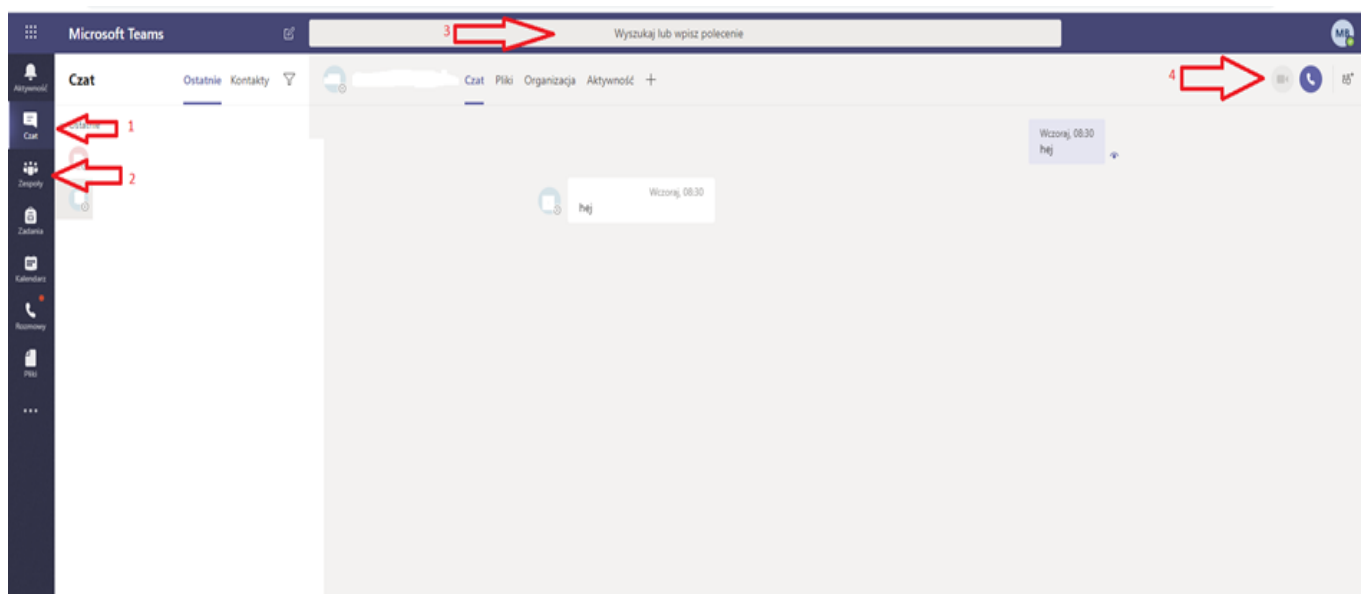 Microsoft Teams
3
Wyszukaj lub wpisz polecenie
MB
Aktywność
Czat
Ostatnie Kontakty
Czat Pliki Organizacja Aktywność +
4
Czat
1
Wczoraj, 08:30
hej
Zespoły
2
Wczoraj, 08:30
hej
Zadania
Kalendarz
Rozmowy
Pliki